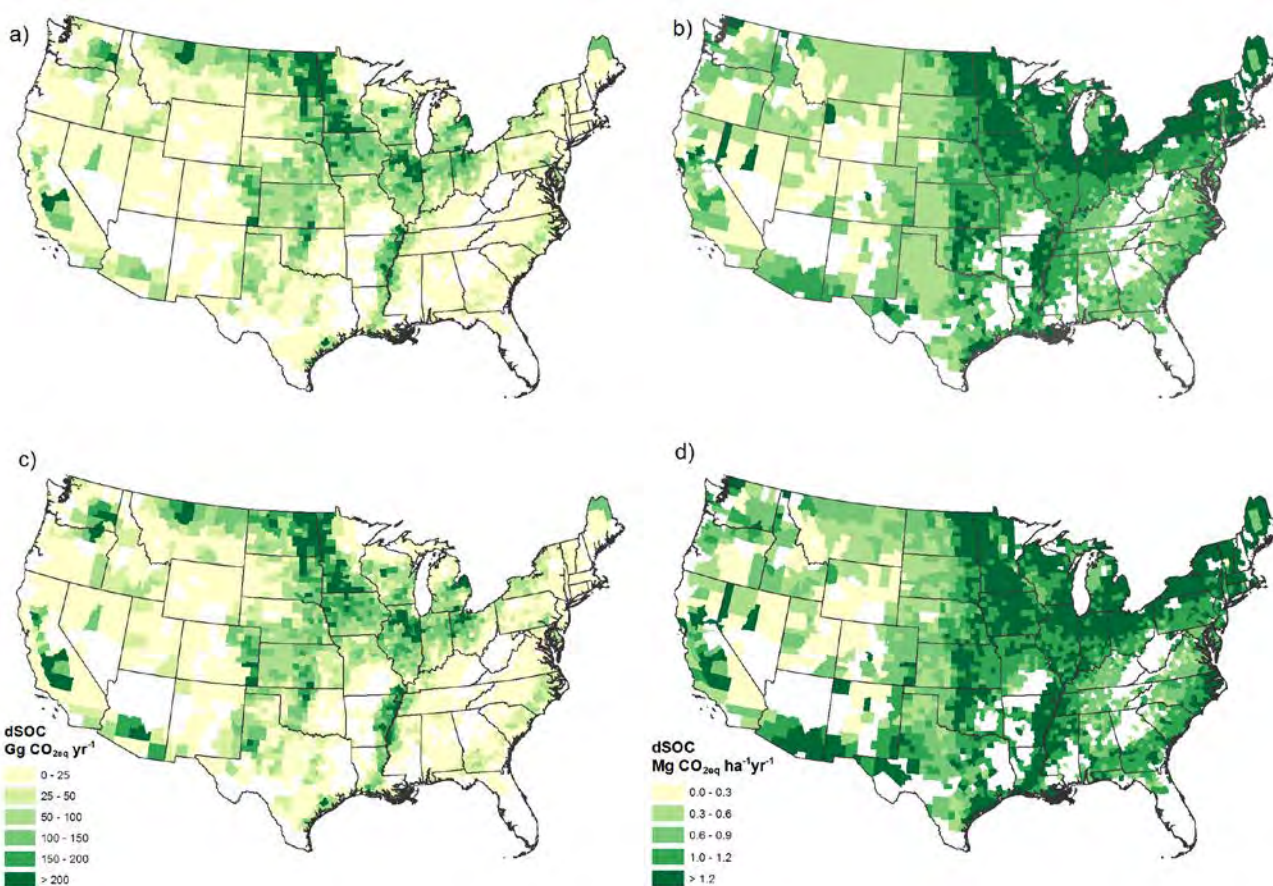 a)
b)
c)
d)
dSOC
Gg CO2eq yr-1
0 - 25
25 - 50
50 - 100
100 - 150
150 - 200
> 200
dSOC
Mg CO2eq ha-1yr-1
0.0 - 0.3
0.3 - 0.6
0.6 - 0.9
1.0 - 1.2
> 1.2